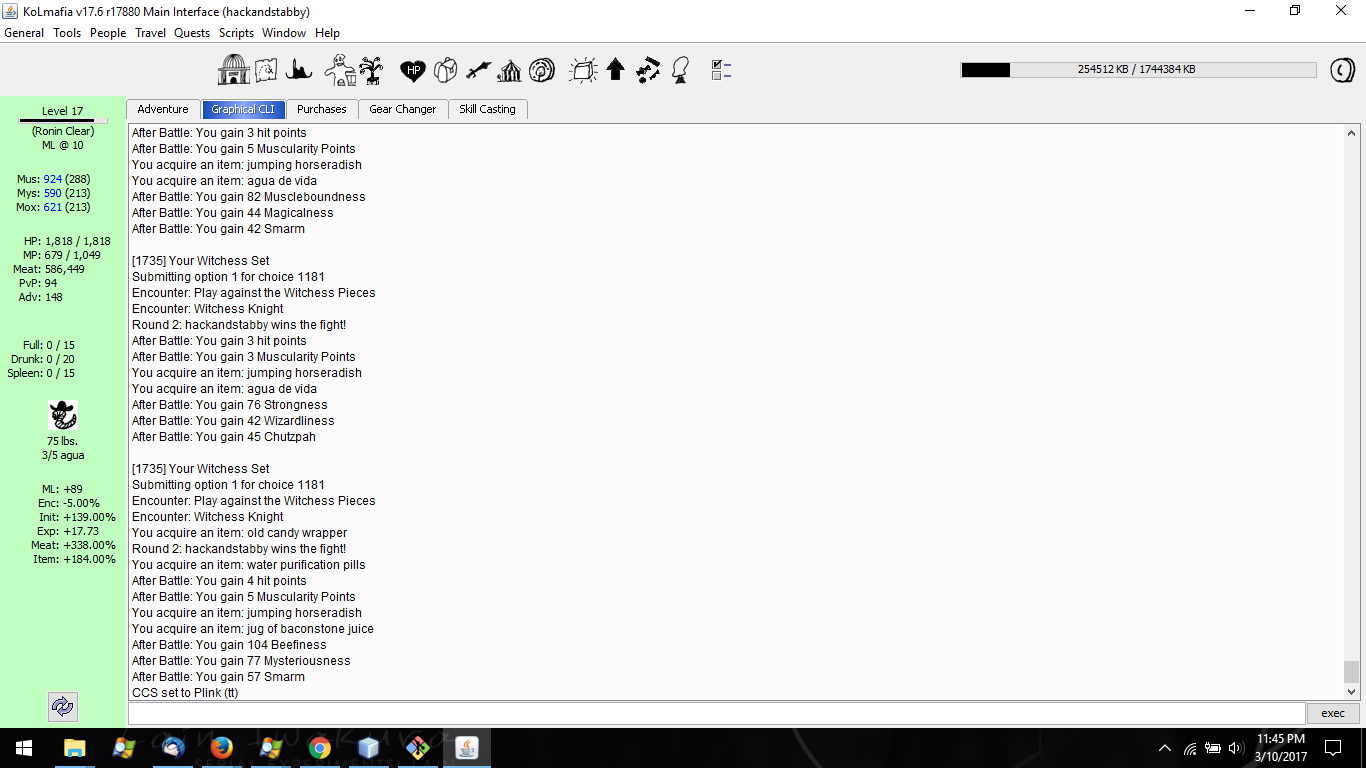 KoLmafia v17.6 r17880 Main Interface (hackandstabby)
General Tools People Travel Quests Scripts Window Help
HP
254512 KB / 1744384 KB
Adventure Graphical CLI Purchases Gear Changer Skill Casting
Level 17
(Ronin Clear)
ML @ 10
Mus: 924 (288)
Mys: 590 (213)
Mox: 621 (213)
HP: 1,818 / 1,818
MP: 679 / 1,049
Meat: 586,449
PvP: 94
Adv: 148
Full: 0 / 15
Drunk: 0 / 20
Spleen: 0 / 15
75 lbs.
3/5 agua
ML: +89
Enc: -5.00%
Init: +139.00%
Exp: +17.73
Meat: +338.00%
Item: +184.00%
After Battle: You gain 3 hit points
After Battle: You gain 5 Muscularity Points
You acquire an item: jumping horseradish
You acquire an item: agua de vida
After Battle: You gain 82 Muscleboundness
After Battle: You gain 44 Magicalness
After Battle: You gain 42 Smarm
[1735] Your Witchess Set
Submitting option 1 for choice 1181
Encounter: Play against the Witchess Pieces
Encounter: Witchess Knight
Round 2: hackandstabby wins the fight!
After Battle: You gain 3 hit points
After Battle: You gain 3 Muscularity Points
You acquire an item: jumping horseradish
You acquire an item: agua de vida
After Battle: You gain 76 Strongness
After Battle: You gain 42 Wizardliness
After Battle: You gain 45 Chutzpah
[1735] Your Witchess Set
Submitting option 1 for choice 1181
Encounter: Play against the Witchess Pieces
Encounter: Witchess Knight
You acquire an item: old candy wrapper
Round 2: hackandstabby wins the fight!
You acquire an item: water purification pills
After Battle: You gain 4 hit points
After Battle: You gain 5 Muscularity Points
You acquire an item: jumping horseradish
You acquire an item: jug of baconstone juice
After Battle: You gain 104 Beefiness
After Battle: You gain 77 Mysteriousness
After Battle: You gain 57 Smarm
CCS set to Plink (tt)
exec
11:45 PM
3/10/2017